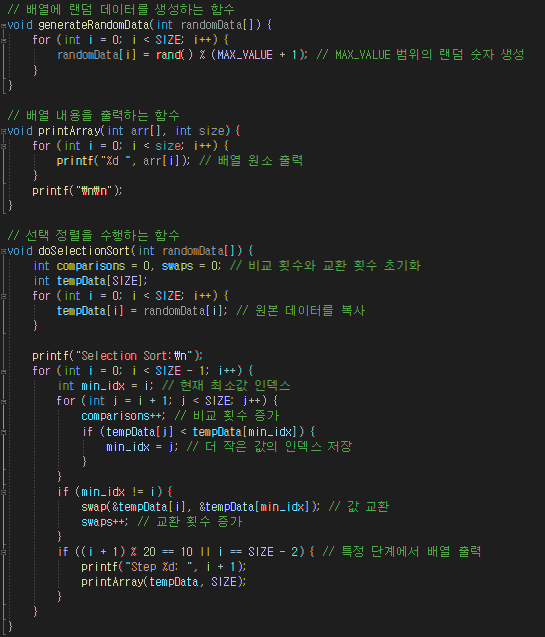 // 배열에 랜덤 데이터를 생성하는 함수
void generateRandomData(int randomData[]) {
    for (int i = 0; i < SIZE; i++) {
        randomData[i] = rand() % (MAX_VALUE + 1); // MAX_VALUE 범위의 랜덤 숫자 생성
    }
}

// 배열 내용을 출력하는 함수
void printArray(int arr[], int size) {
    for (int i = 0; i < size; i++) {
        printf("%d ", arr[i]); // 배열 원소 출력
    }
    printf("₩n₩n");
}

// 선택 정렬을 수행하는 함수
void doSelectionSort(int randomData[]) {
    int comparisons = 0, swaps = 0; // 비교 횟수와 교환 횟수 초기화
    int tempData[SIZE];
    for (int i = 0; i < SIZE; i++) {
        tempData[i] = randomData[i]; // 원본 데이터를 복사
    }

    printf("Selection Sort:₩n");
    for (int i = 0; i < SIZE - 1; i++) {
        int min_idx = i; // 현재 최소값 인덱스
        for (int j = i + 1; j < SIZE; j++) {
            comparisons++; // 비교 횟수 증가
            if (tempData[j] < tempData[min_idx]) {
                min_idx = j; // 더 작은 값의 인덱스 저장
            }
        }
        if (min_idx != i) {
            swap(&tempData[i], &tempData[min_idx]); // 값 교환
            swaps++; // 교환 횟수 증가
        }
        if ((i + 1) % 20 == 10 || i == SIZE - 2) { // 특정 단계에서 배열 출력
            printf("Step %d: ", i + 1);
            printArray(tempData, SIZE);
        }
    }
}